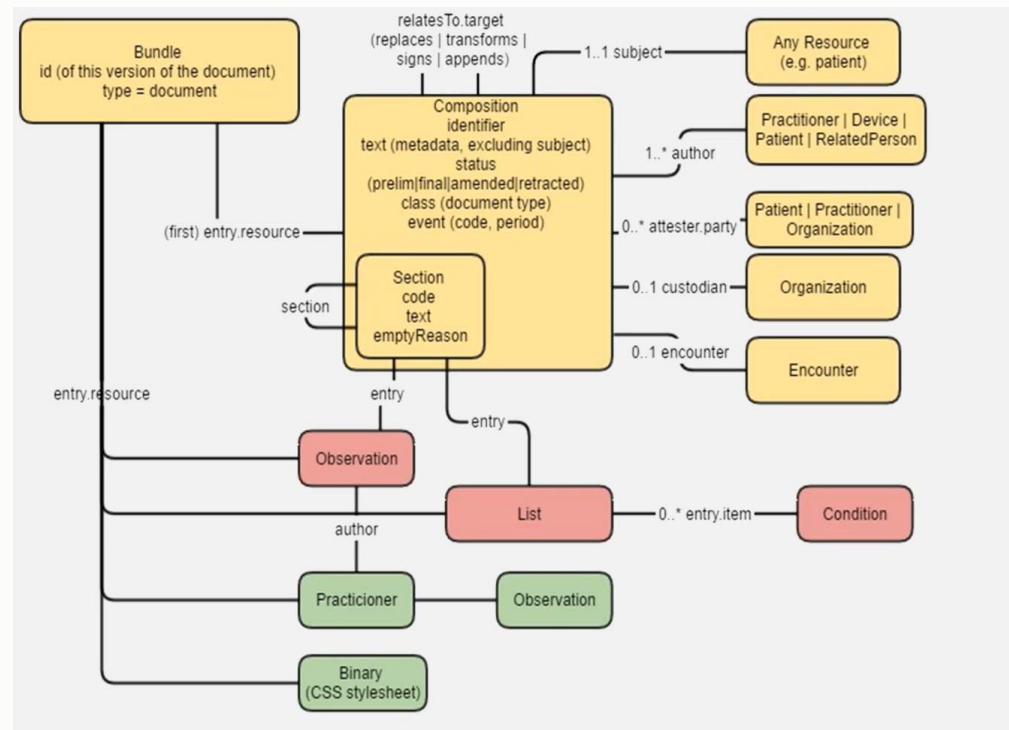 relatesTo.target
(replaces | transforms |
signs | appends)
Bundle
id (of this version of the document)
type = document
1..1 subject
Any Resource
(e.g. patient)
Composition
identifier
text (metadata, excluding subject)
status
(prelim|final|amended|retracted)
class (document type)
event (code, period)
1..* author
Practitioner | Device |
Patient | RelatedPerson
(first) entry.resource
0..* attester.party
Patient | Practitioner |
Organization
section
Section
code
text
emptyReason
0..1 custodian
Organization
0..1 encounter
Encounter
entry.resource
entry
entry
Observation
List
0..* entry.item
Condition
author
Practicioner
Observation
Binary
(CSS stylesheet)